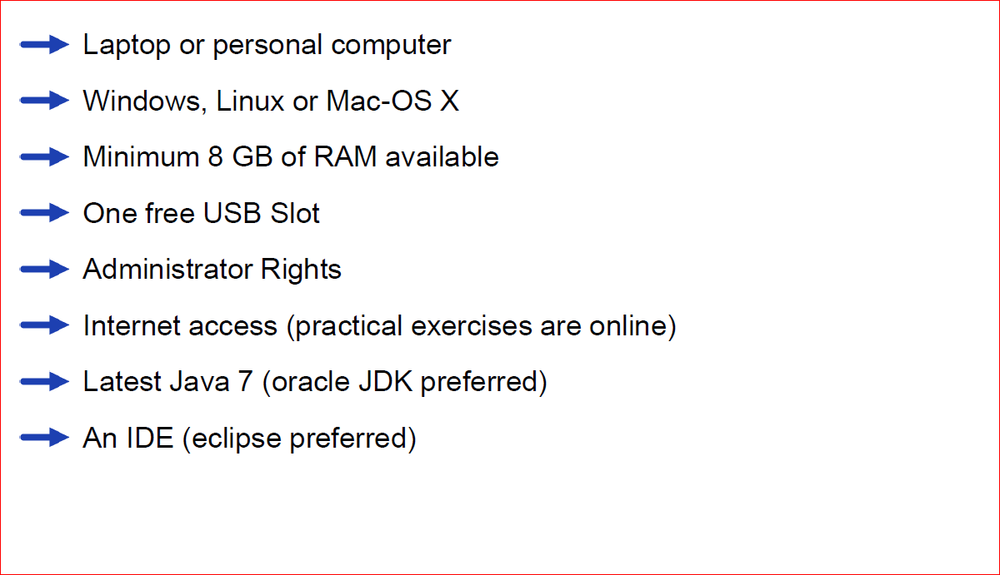 Laptop or personal computer
Windows, Linux or Mac-OS X
Minimum 8 GB of RAM available
One free USB Slot
Administrator Rights
Internet access (practical exercises are online)
Latest Java 7 (oracle JDK preferred)
An IDE (eclipse preferred)